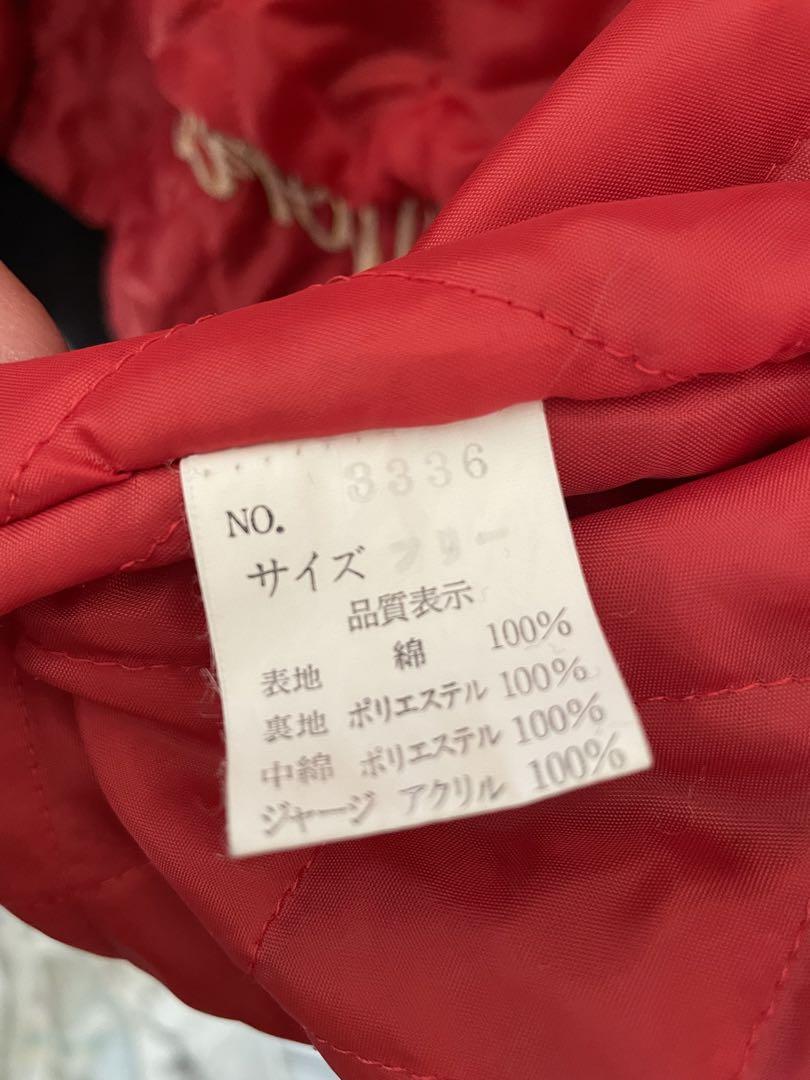 NO. 3336
サイズ フリー
品質表示
表地 綿 100%
裏地 ポリエステル 100%
中綿 ポリエステル 100%
ジャージ アクリル 100%